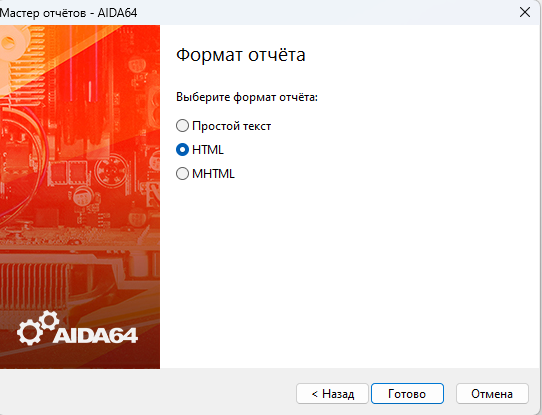 Мастер отчётов - AIDA64
Формат отчёта
Выберите формат отчёта:
Простой текст
HTML
MHTML
AIDA64
< Назад
Готово
Отмена